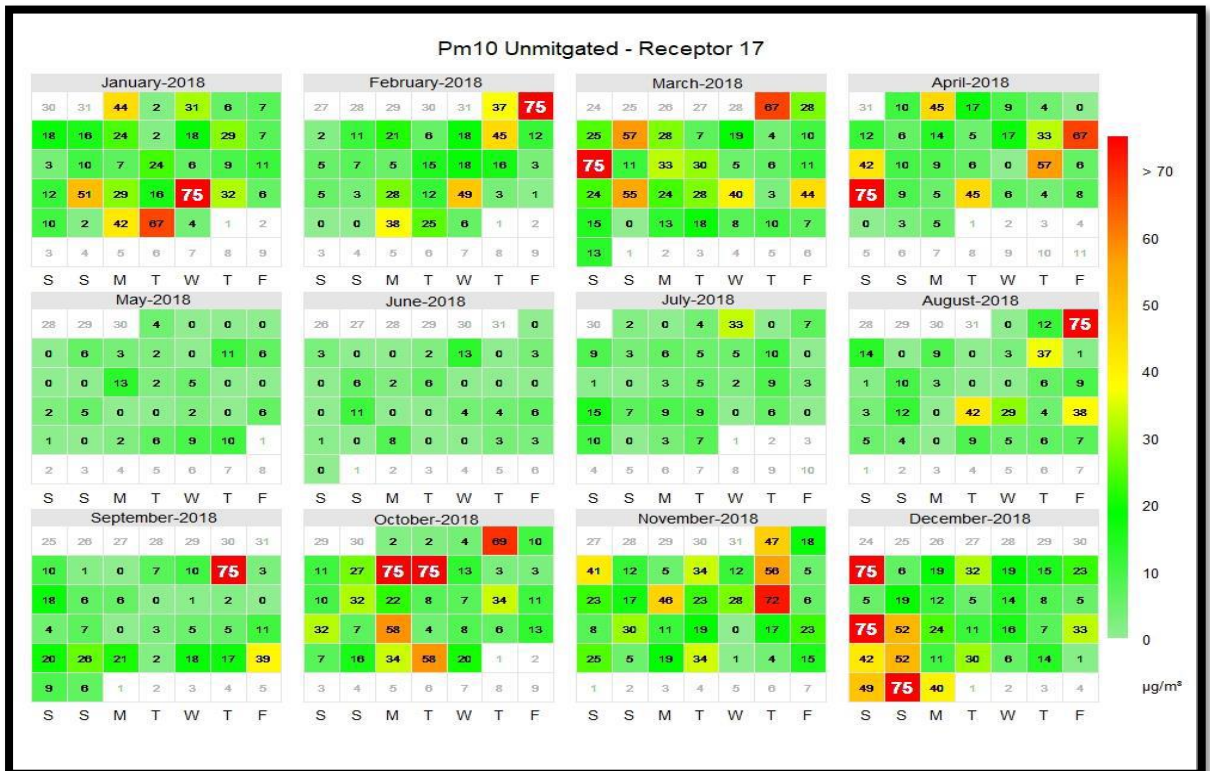 Pm10 Unmitgated - Receptor 17
January-2018
30 31 44 2 31 6 7
18 16 24 2 18 29 7
3 10 7 24 6 9 11
12 51 29 16 75 32 6
10 2 42 67 4 1 2
3 4 5 6 7 8 9
S S M T W T F
February-2018
27 28 29 30 31 37 75
2 11 21 6 18 45 12
5 7 5 15 18 16 3
5 3 28 12 49 3 1
0 0 38 25 6 1 2
3 4 5 6 7 8 9
S S M T W T F
March-2018
24 25 26 27 28 67 28
25 57 28 7 19 4 10
75 11 33 30 5 6 11
24 55 24 28 40 3 44
15 0 13 18 8 10 7
13 1 2 3 4 5 6
S S M T W T F
April-2018
31 10 45 17 9 4 0
12 6 14 5 17 33 67
42 10 9 6 0 57 6
75 9 5 45 6 4 8
0 3 5 1 2 3 4
5 6 7 8 9 10 11
S S M T W T F
May-2018
28 29 30 4 0 0 0
0 6 3 2 0 11 6
0 0 13 2 5 0 0
2 5 0 0 2 0 6
1 0 2 6 9 10 1
2 3 4 5 6 7 8
S S M T W T F
June-2018
26 27 28 29 30 31 0
3 0 0 2 13 0 3
0 6 2 6 0 0 0
0 11 0 0 4 4 6
1 0 8 0 0 3 3
0 1 2 3 4 5 6
S S M T W T F
July-2018
30 2 0 4 33 0 7
9 3 6 5 5 10 0
1 0 3 5 2 9 3
15 7 9 9 0 6 0
10 0 3 7 1 2 3
4 5 6 7 8 9 10
S S M T W T F
August-2018
28 29 30 31 0 12 75
14 0 9 0 3 37 1
1 10 3 0 0 6 9
3 12 0 42 29 4 38
5 4 0 9 5 6 7
1 2 3 4 5 6 7
S S M T W T F
September-2018
25 26 27 28 29 30 31
10 1 0 7 10 75 3
18 6 6 0 1 2 0
4 7 0 3 5 5 11
20 26 21 2 18 17 39
9 6 1 2 3 4 5
S S M T W T F
October-2018
29 30 2 2 4 69 10
11 27 75 75 13 3 3
10 32 22 8 7 34 11
32 7 58 4 8 6 13
7 16 34 58 20 1 2
3 4 5 6 7 8 9
S S M T W T F
November-2018
27 28 29 30 31 47 18
41 12 5 34 12 56 5
23 17 46 23 28 72 6
8 30 11 19 0 17 23
25 5 19 34 1 4 15
1 2 3 4 5 6 7
S S M T W T F
December-2018
24 25 26 27 28 29 30
75 6 19 32 19 15 23
5 19 12 5 14 8 5
75 52 24 11 16 7 33
42 52 11 30 6 14 1
49 75 40 1 2 3 4
S S M T W T F
> 70
60
50
40
30
20
10
0
µg/m³